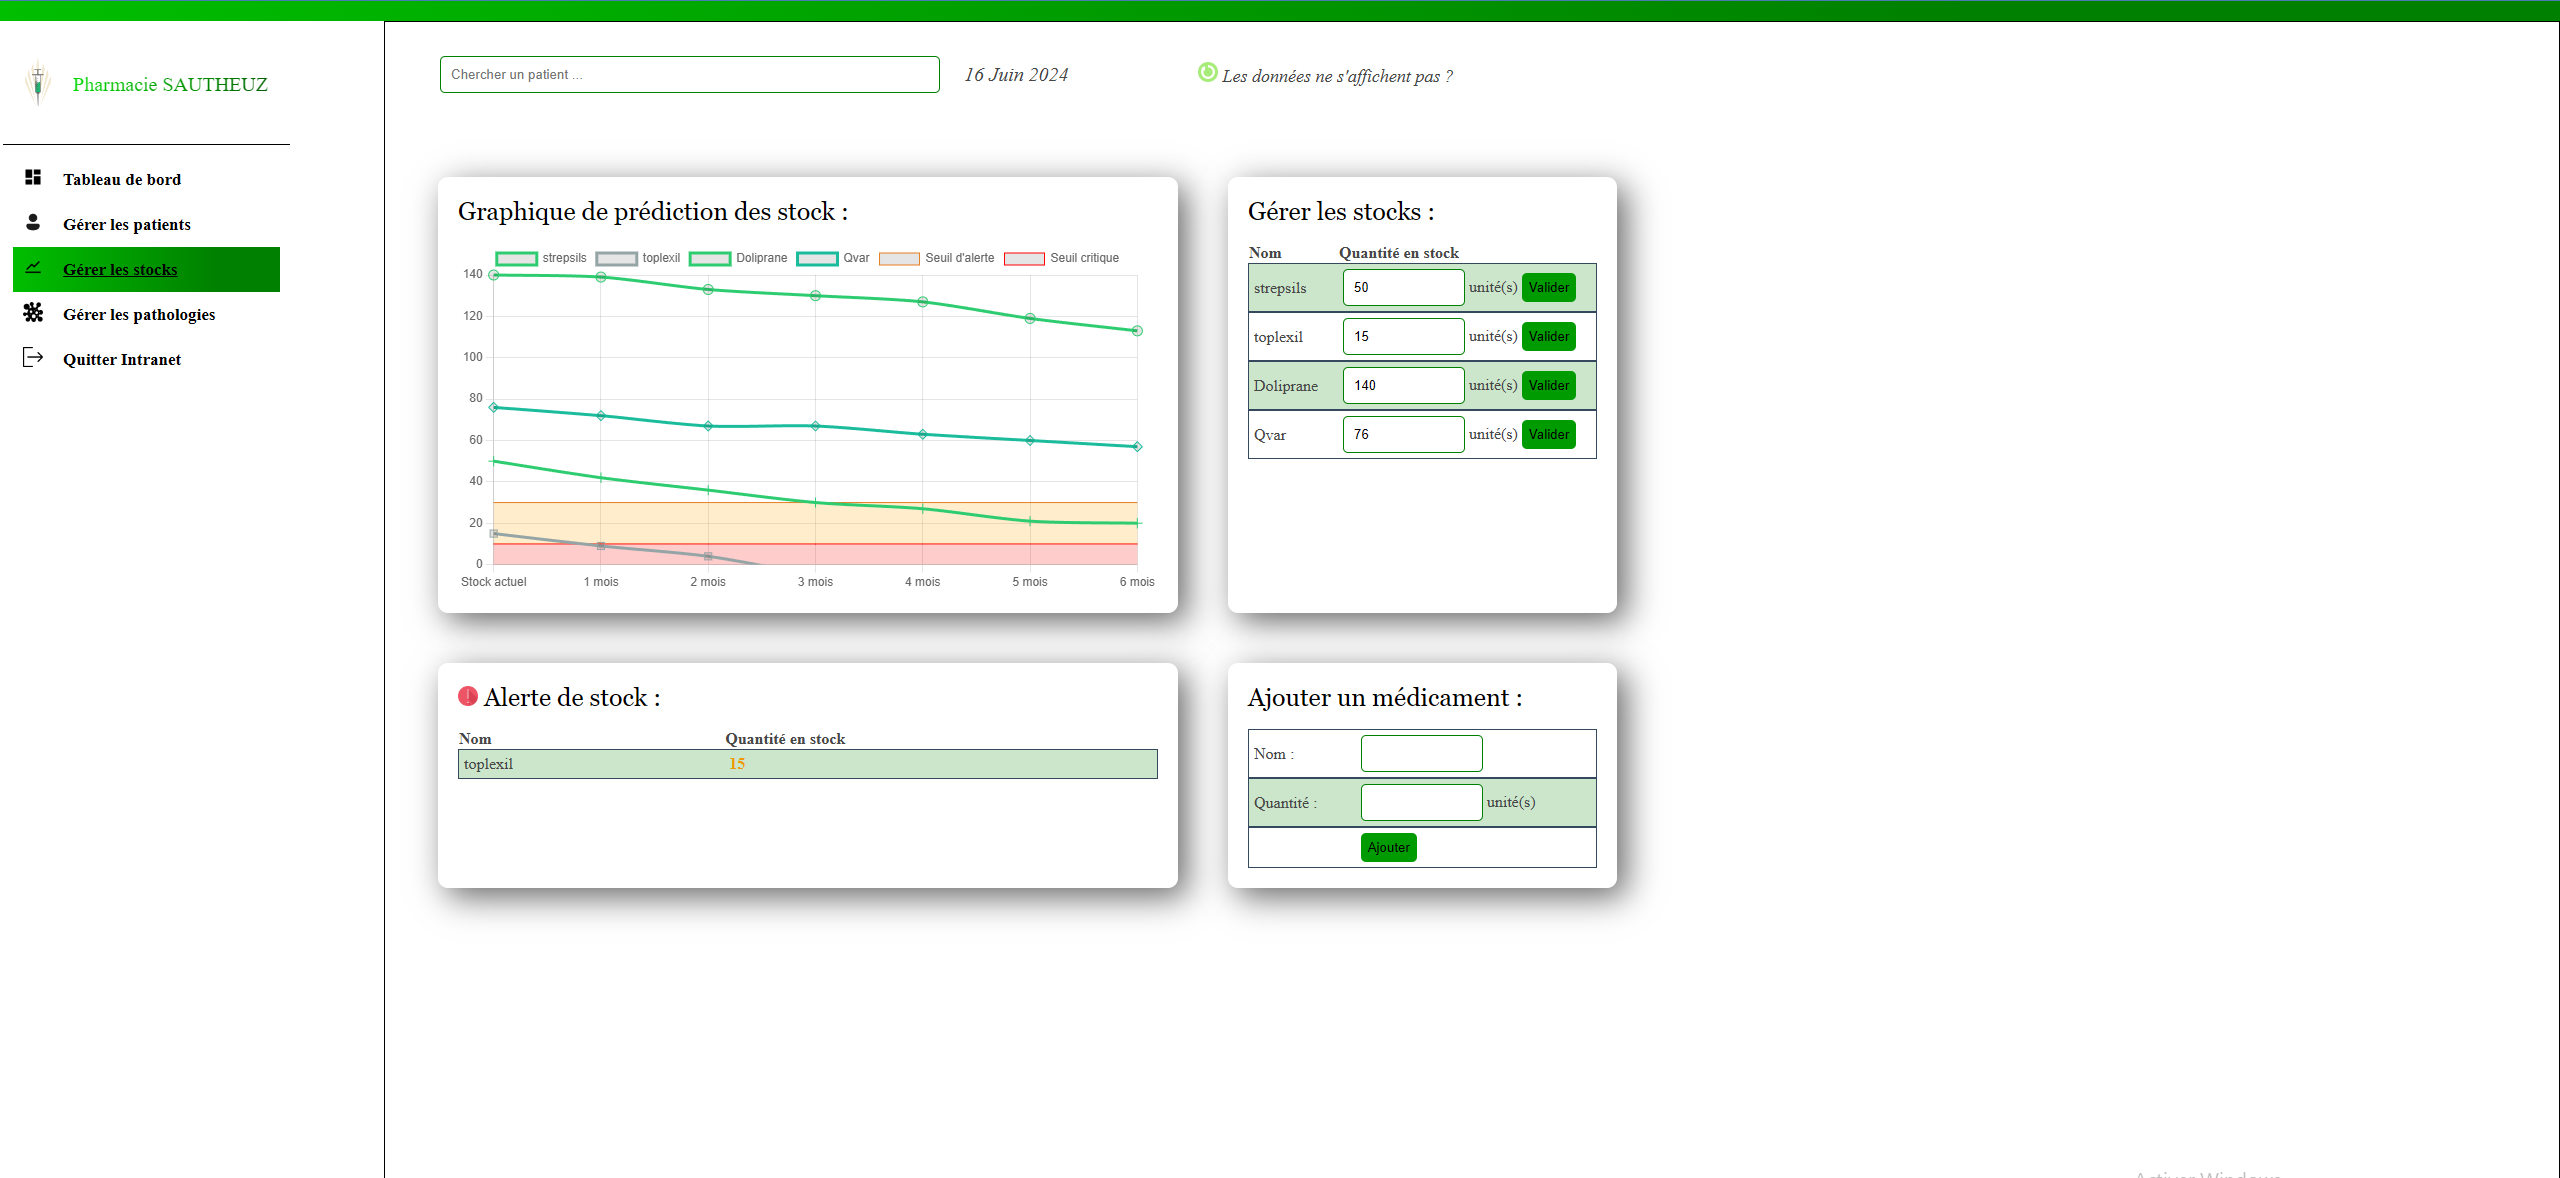 Pharmacie SAUTHEUZ
Tableau de bord
Gérer les patients
Gérer les stocks
Gérer les pathologies
Quitter Intranet
Chercher un patient ...
16 Juin 2024
Les données ne s'affichent pas ?
Graphique de prédiction des stock :
strepsils toplexil Doliprane Qvar Seuil d'alerte Seuil critique
140
120
100
80
60
40
20
0
Stock actuel 1 mois 2 mois 3 mois 4 mois 5 mois 6 mois
Gérer les stocks :
Nom Quantité en stock
strepsils 50 unité(s) Valider
toplexil 15 unité(s) Valider
Doliprane 140 unité(s) Valider
Qvar 76 unité(s) Valider
Alerte de stock :
Nom Quantité en stock
toplexil 15
Ajouter un médicament :
Nom :
Quantité : unité(s)
Ajouter